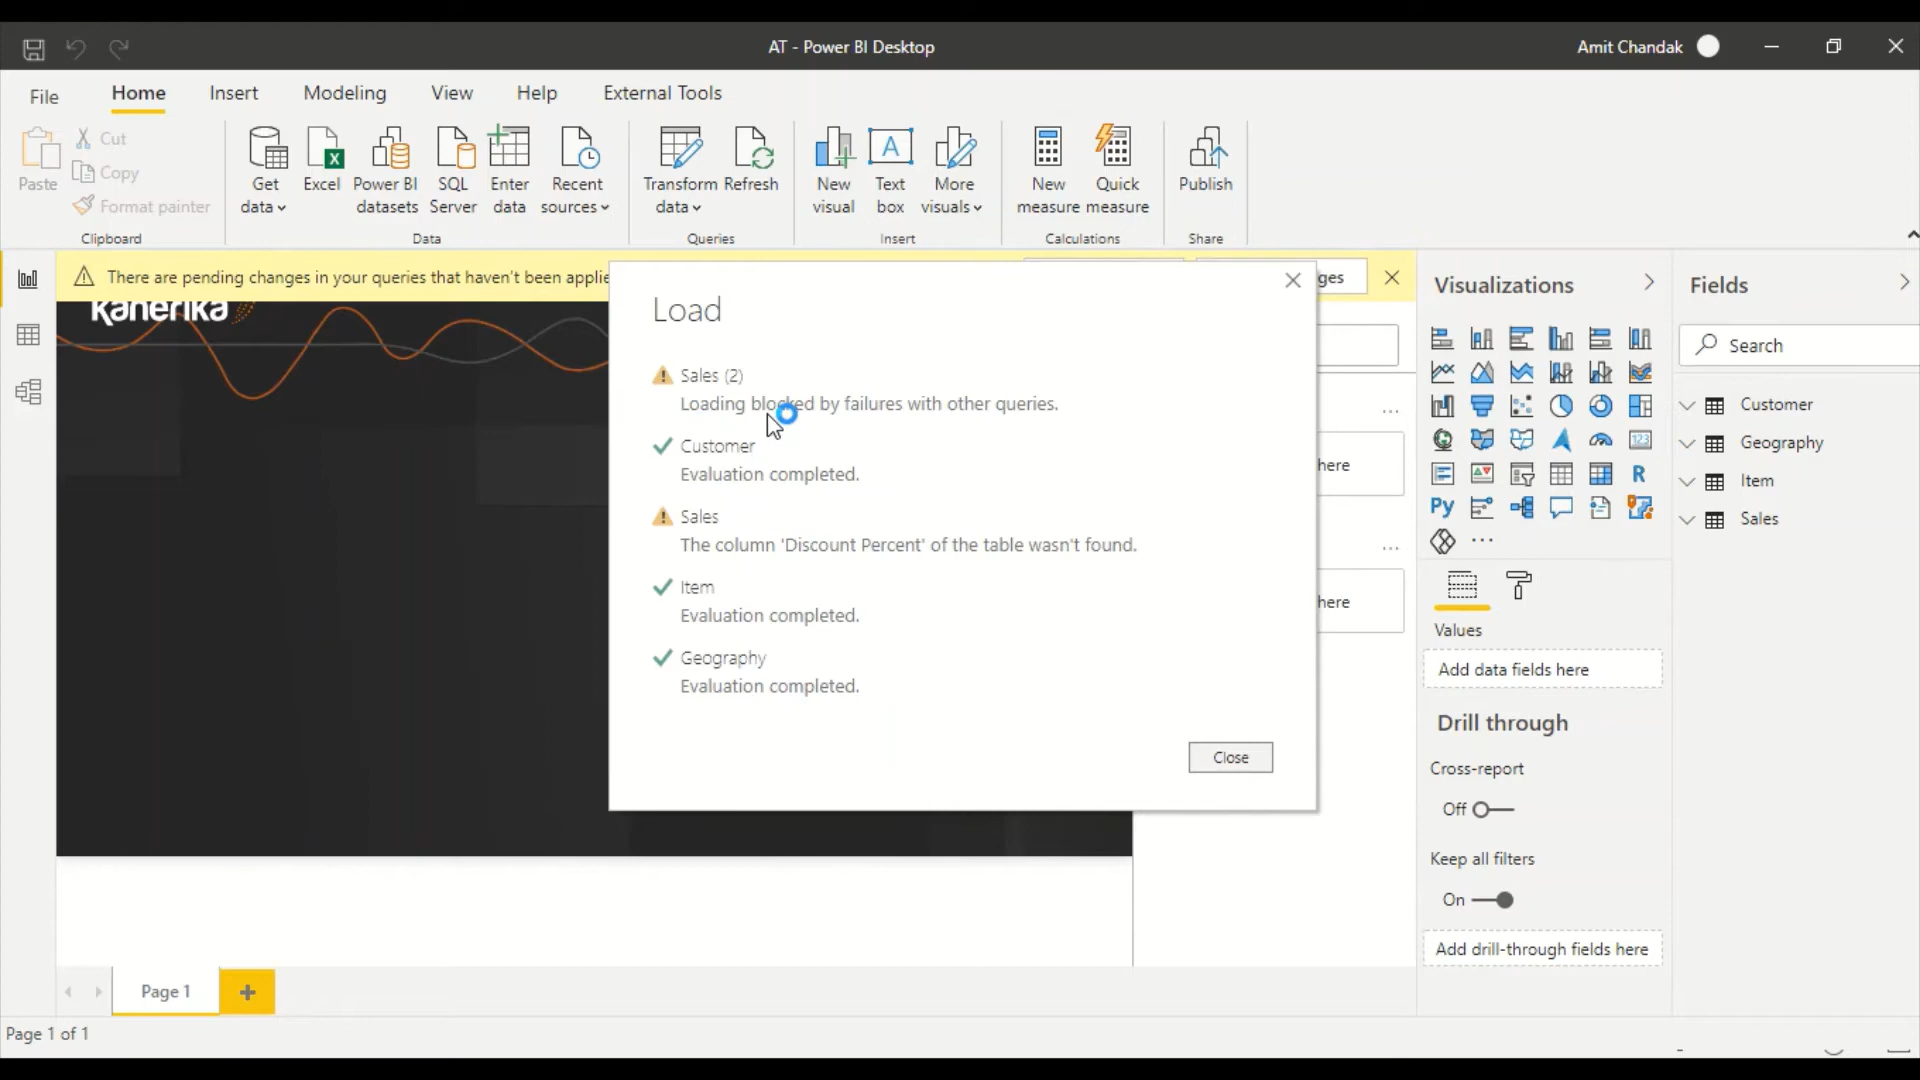 AT - Power BI Desktop
Amit Chandak
File
Home
Insert
Modeling
View
Help
External Tools
Paste
Cut
Copy
Format painter
Clipboard
Get
data
Excel
Power BI
datasets
SQL
Server
Enter
data
Recent
sources
Data
Transform
data
Refresh
Queries
New
visual
Text
box
More
visuals
Insert
New
measure
Quick
measure
Calculations
Publish
Share
There are pending changes in your queries that haven't been applie
ges
kanerika
Load
Sales (2)
Loading blocked by failures with other queries.
Customer
Evaluation completed.
Sales
The column 'Discount Percent' of the table wasn't found.
Item
Evaluation completed.
Geography
Evaluation completed.
Close
here
here
Visualizations
123
R
Py
Values
Add data fields here
Drill through
Cross-report
Off
Keep all filters
On
Add drill-through fields here
Fields
Search
Customer
Geography
Item
Sales
Page 1
Page 1 of 1